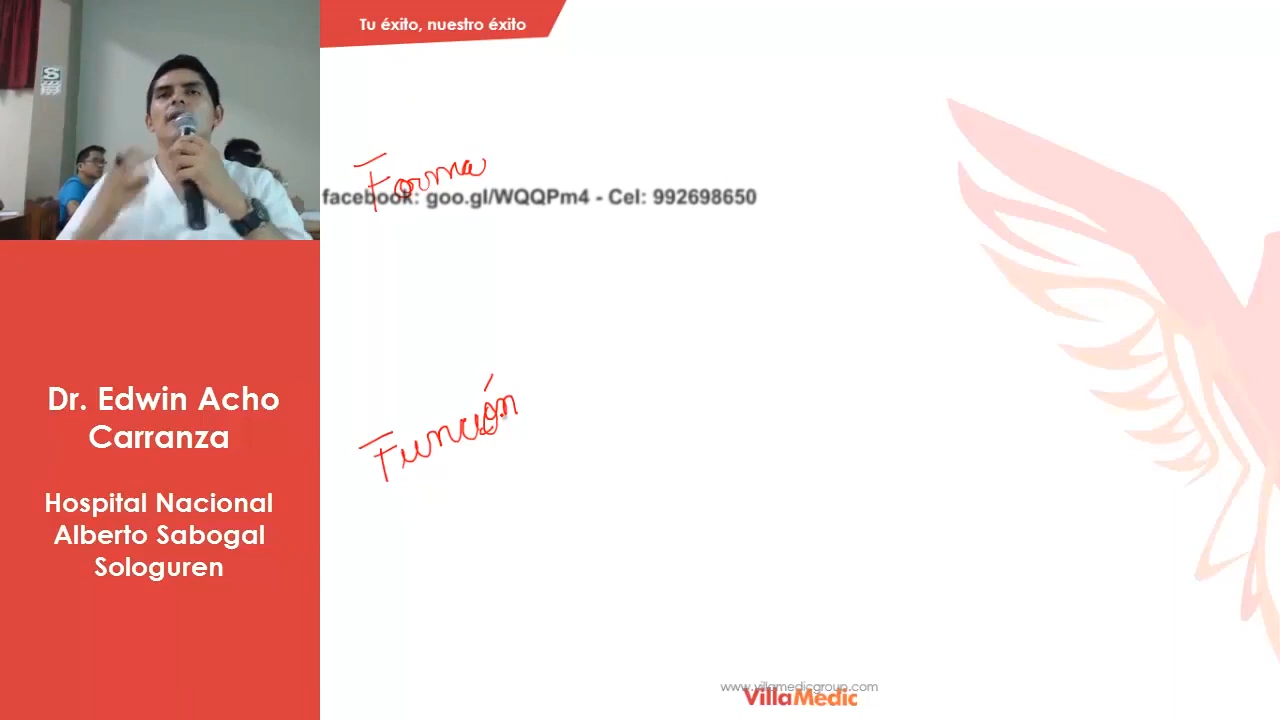 Tu éxito, nuestro éxito
S
Forma
facebook: goo.gl/WQQPm4 - Cel: 992698650
Función
Dr. Edwin Acho
Carranza
Hospital Nacional
Alberto Sabogal
Sologuren
www.villamedicgroup.com
VillaMedic